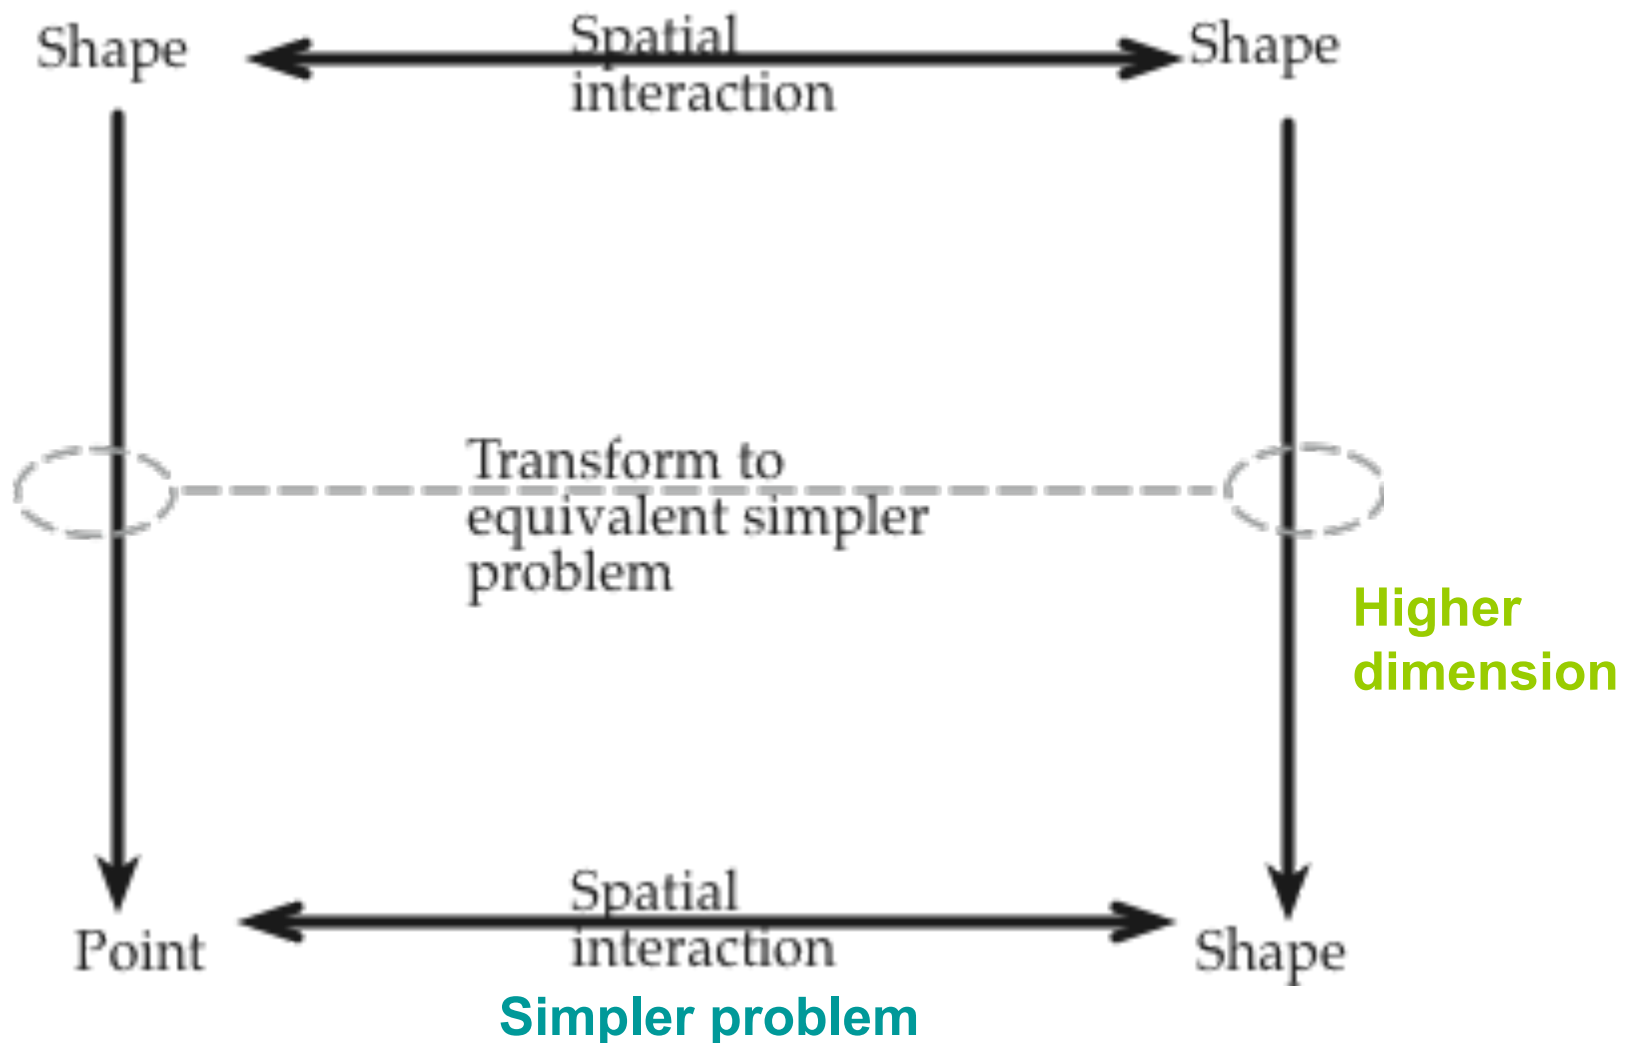 Shape
Spatial
interaction
Shape
Transform to
equivalent simpler
problem
Higher
dimension
Point
Spatial
interaction
Shape
Simpler problem